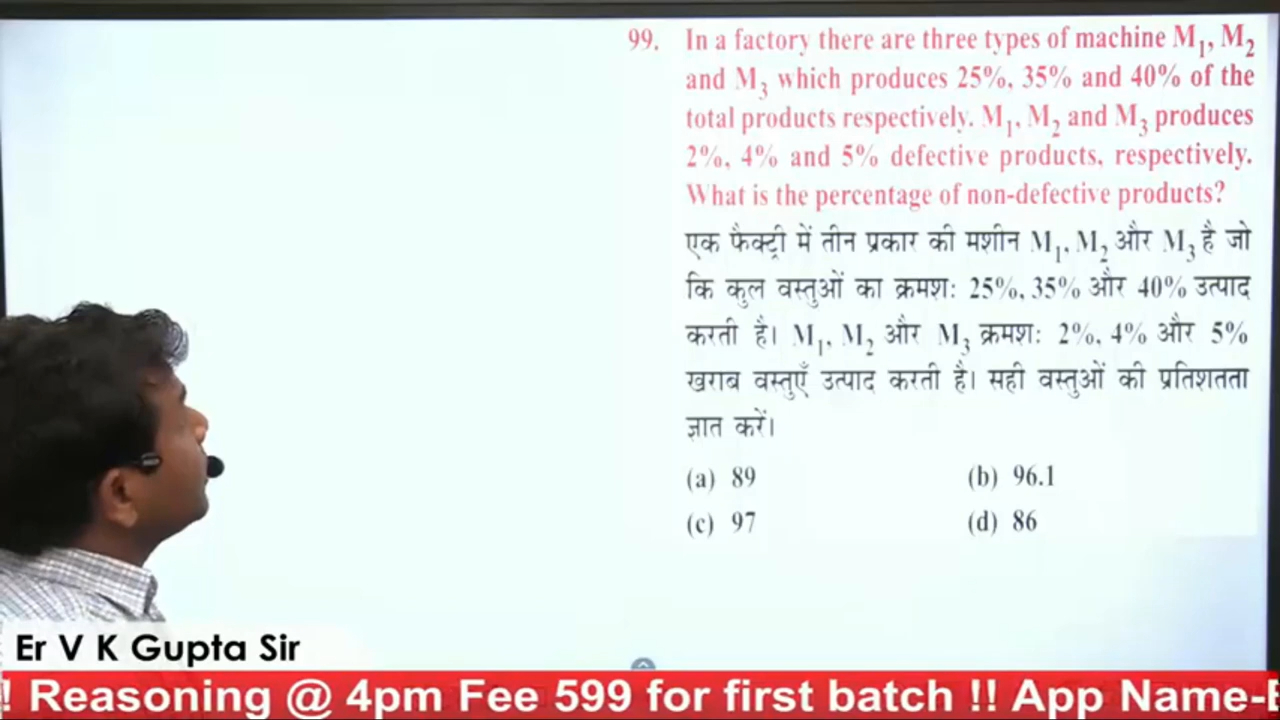 99. In a factory there are three types of machine M₁, M₂
and M₃ which produces 25%, 35% and 40% of the
total products respectively. M₁, M₂ and M₃ produces
2%, 4% and 5% defective products, respectively.
What is the percentage of non-defective products?
एक फैक्ट्री में तीन प्रकार की मशीन M₁, M₂ और M₃ है जो
कि कुल वस्तुओं का क्रमशः 25%, 35% और 40% उत्पाद
करती है। M₁, M₂ और M₃ क्रमशः 2%, 4% और 5%
खराब वस्तुएँ उत्पाद करती है। सही वस्तुओं की प्रतिशतता
ज्ञात करें।
(a) 89 (b) 96.1
(c) 97 (d) 86
Er V K Gupta Sir
! Reasoning @ 4pm Fee 599 for first batch !! App Name-E